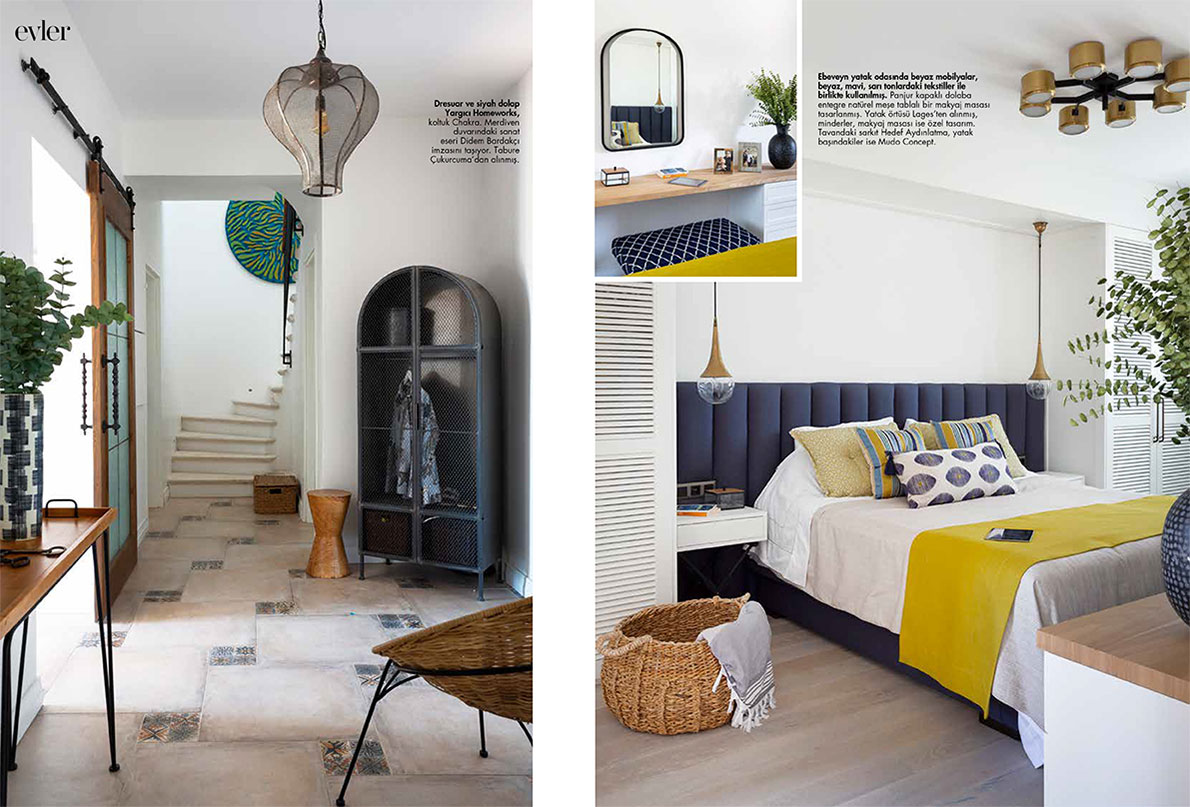 evler
Dresuar ve siyah dolap
Yargıcı Homeworks,
koltuk Chakra. Merdiven
duvarındaki sanat
eseri Didem Bardakçı
imzasını taşıyor. Tabure
Çukurcuma'dan alınmış.
Ebeveyn yatak odasında beyaz mobilyalar,
beyaz, mavi, sarı tonlardaki tekstiller ile
birlikte kullanılmış. Panjur kapaklı dolaba
entegre natürel meşe tablalı bir makyaj masası
tasarlanmış. Yatak örtüsü Lages'ten alınmış,
minderler, makyaj masası ise özel tasarım.
Tavandaki sarkıt Hedef Aydınlatma, yatak
başındakiler ise Mudo Concept.